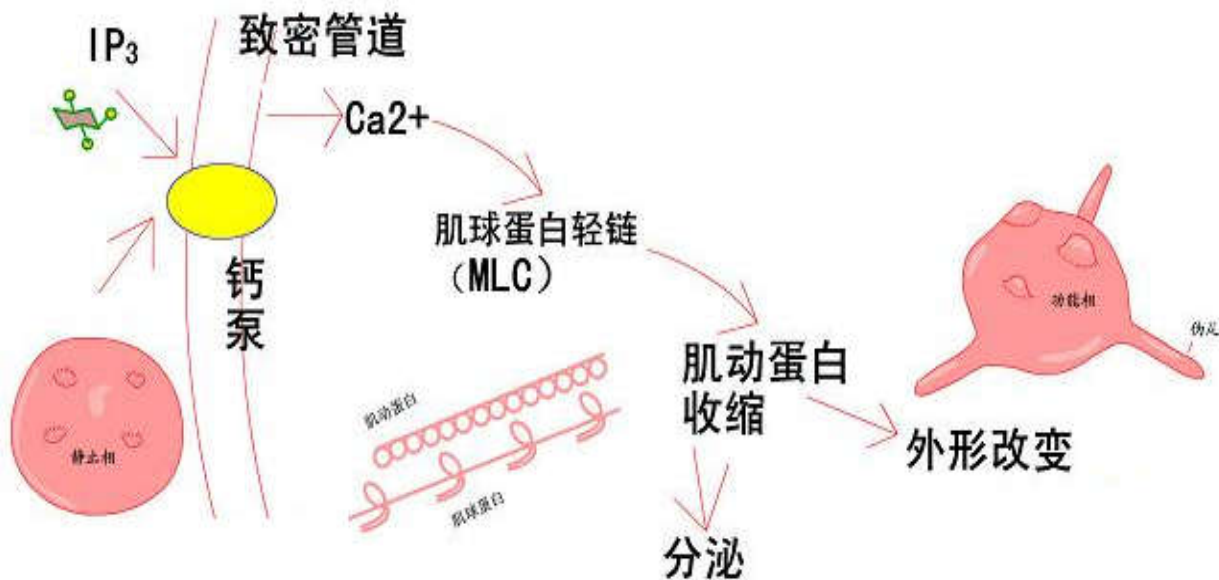 IP₃
致密管道
Ca2+
肌球蛋白轻链
（MLC）
钙
泵
肌动蛋白
收缩
外形改变
分泌
静止相
肌动蛋白
肌球蛋白
功能相
伪足